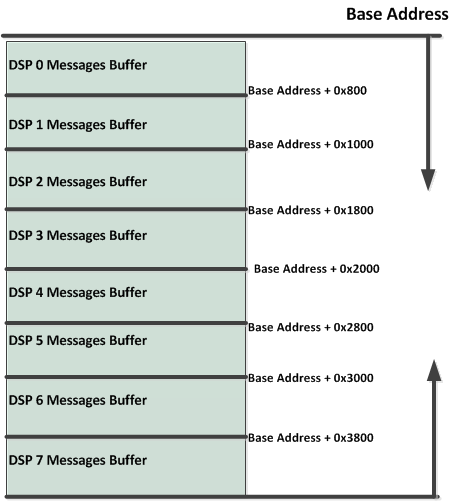 Base Address
DSP 0 Messages Buffer
Base Address + 0x800
DSP 1 Messages Buffer
Base Address + 0x1000
DSP 2 Messages Buffer
Base Address + 0x1800
DSP 3 Messages Buffer
Base Address + 0x2000
DSP 4 Messages Buffer
Base Address + 0x2800
DSP 5 Messages Buffer
Base Address + 0x3000
DSP 6 Messages Buffer
Base Address + 0x3800
DSP 7 Messages Buffer